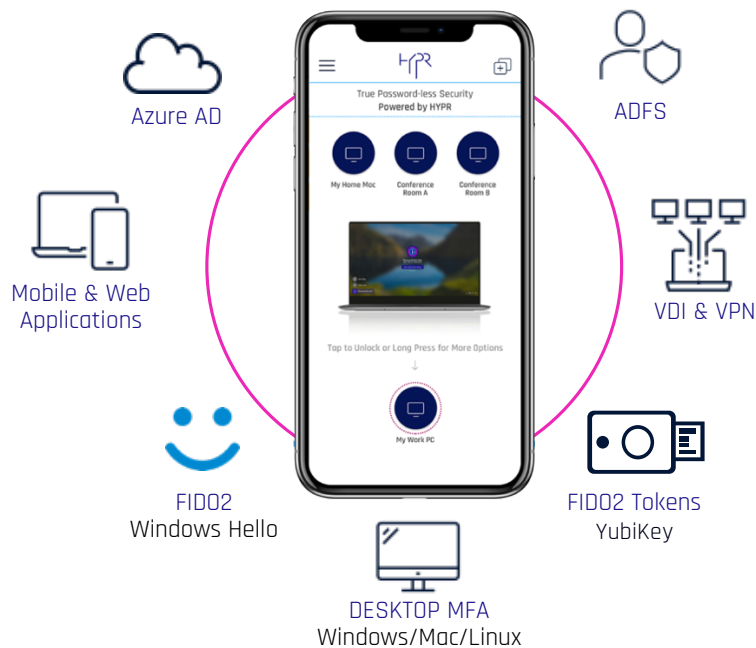 HYPR
True Password-less Security
Powered by HYPR
My Home Mac
Conference
Room A
Conference
Room B
Tap to Unlock or Long Press for More Options
My Work PC
Azure AD
ADFS
Mobile & Web
Applications
VDI & VPN
FIDO2
Windows Hello
FIDO2 Tokens
YubiKey
DESKTOP MFA
Windows/Mac/Linux